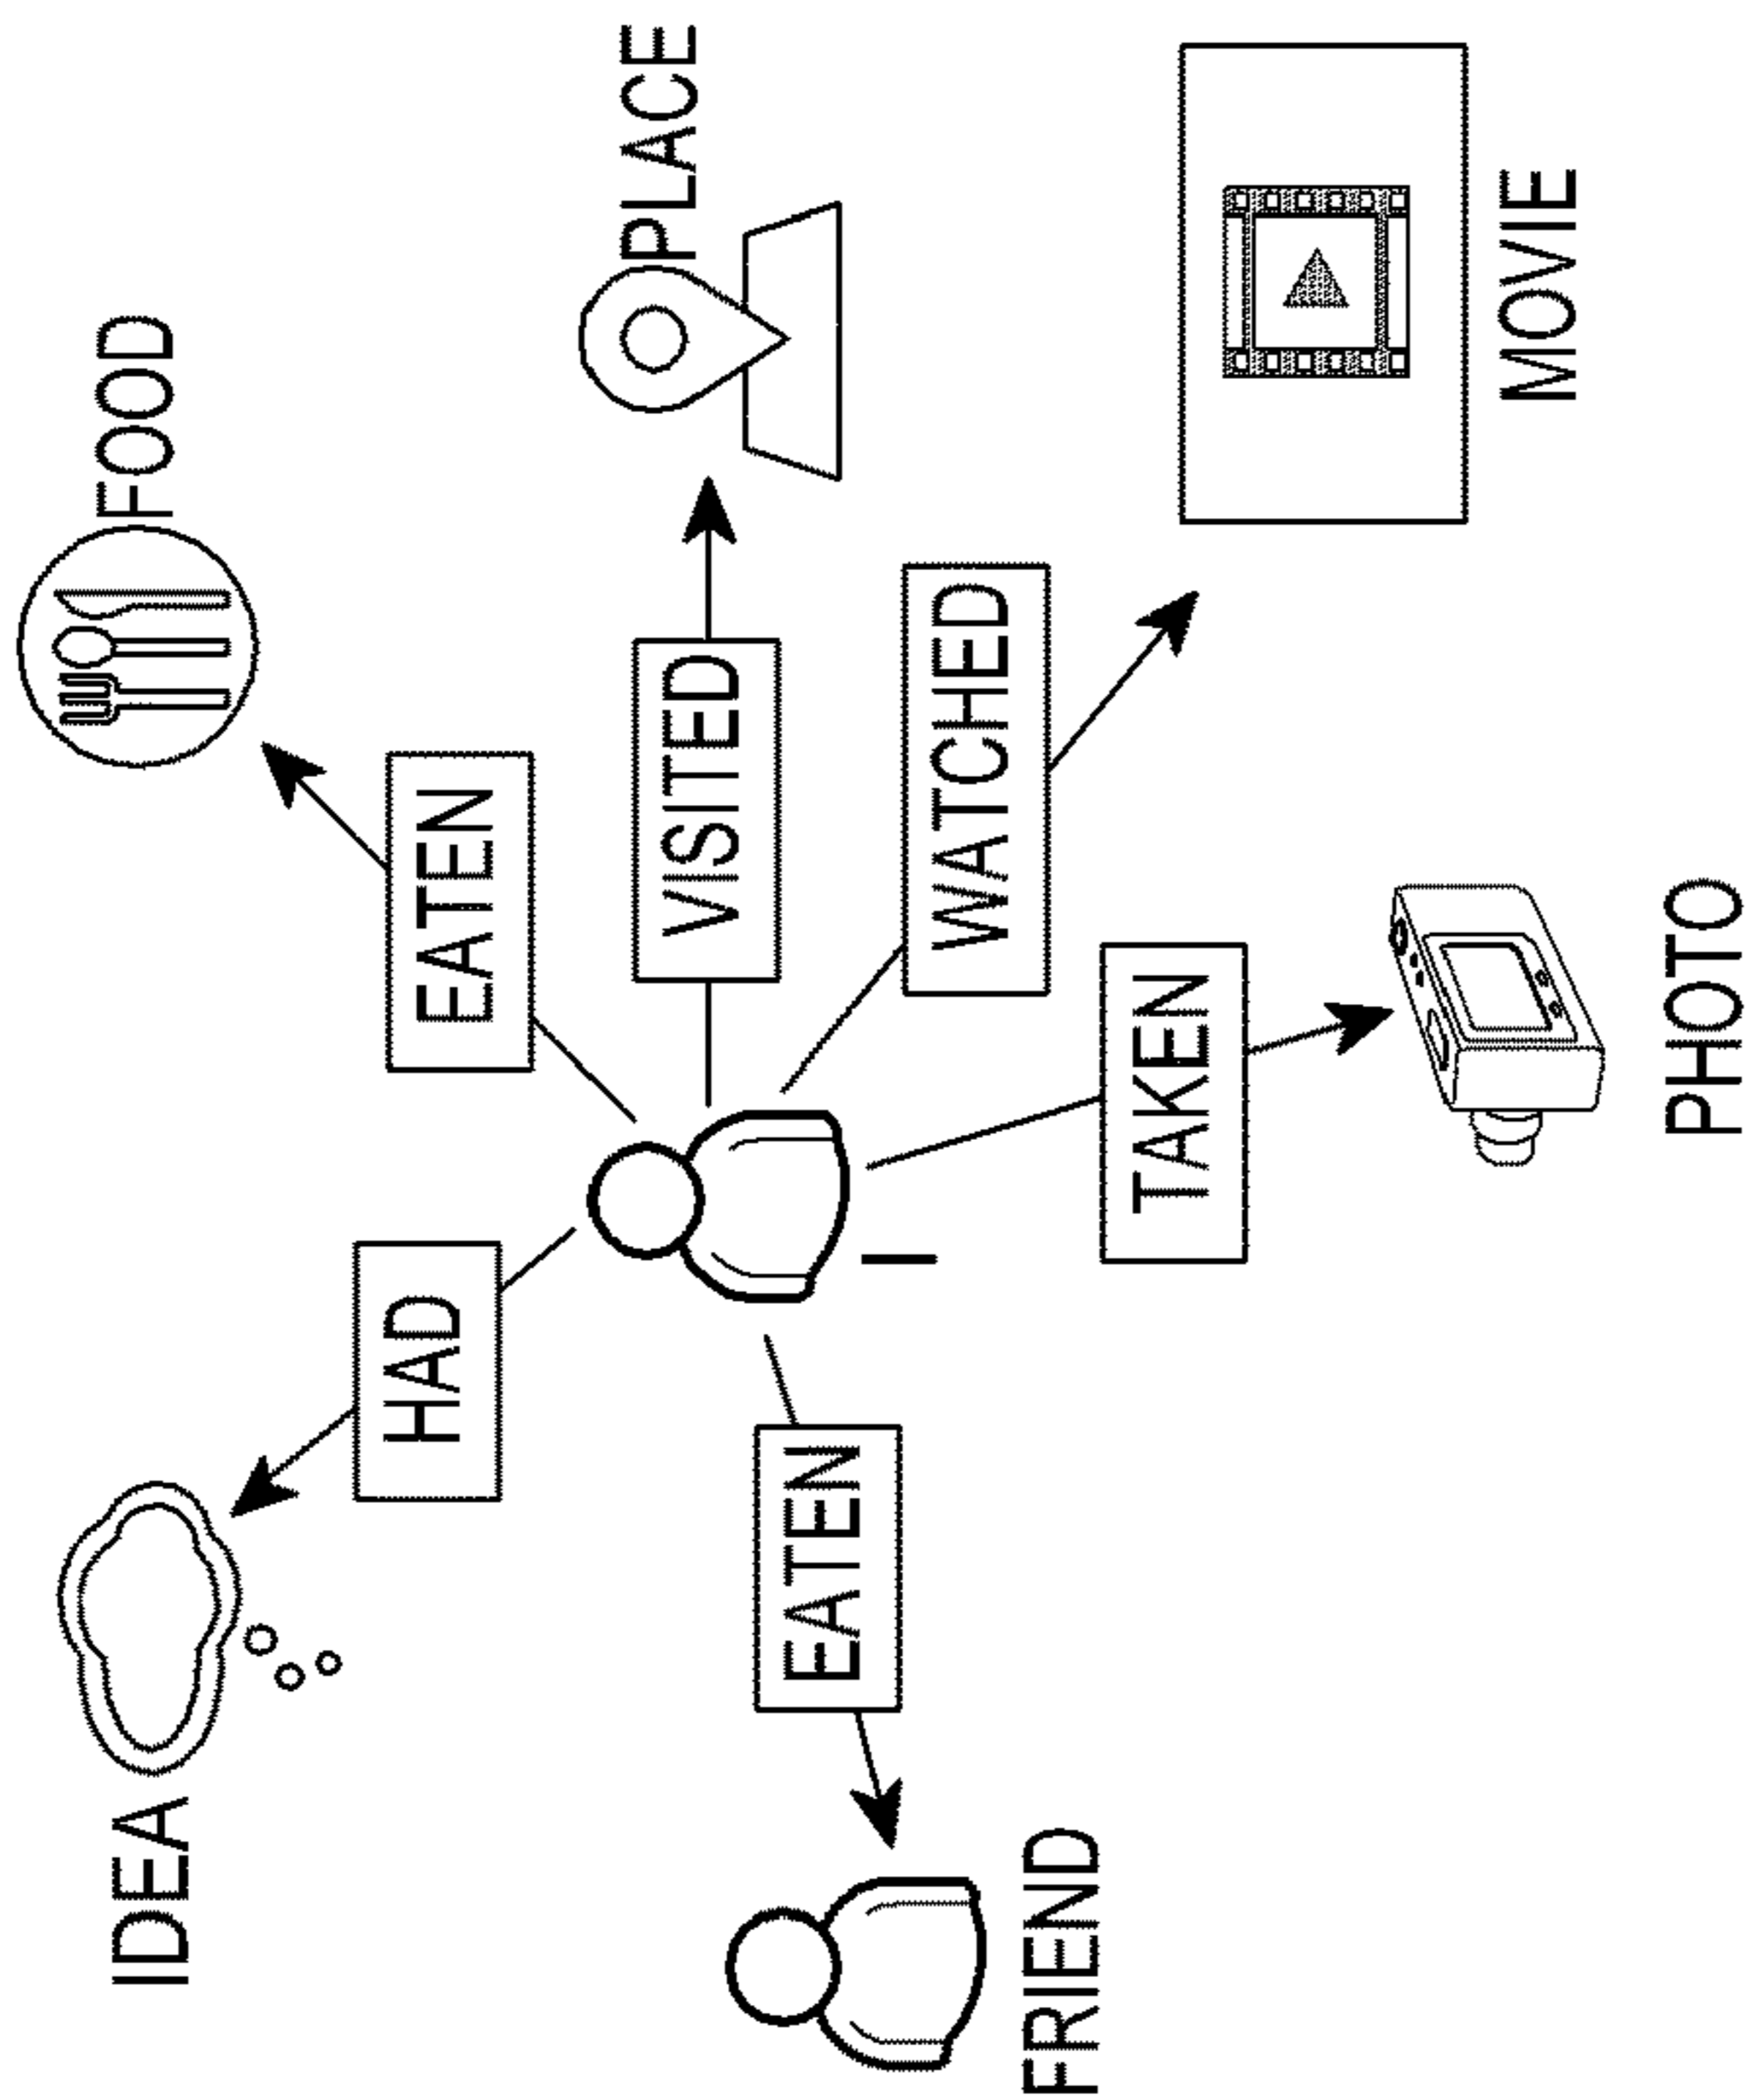 IDEA
FOOD
HAD
EATEN
VISITED
PLACE
I
EATEN
WATCHED
FRIEND
TAKEN
MOVIE
PHOTO